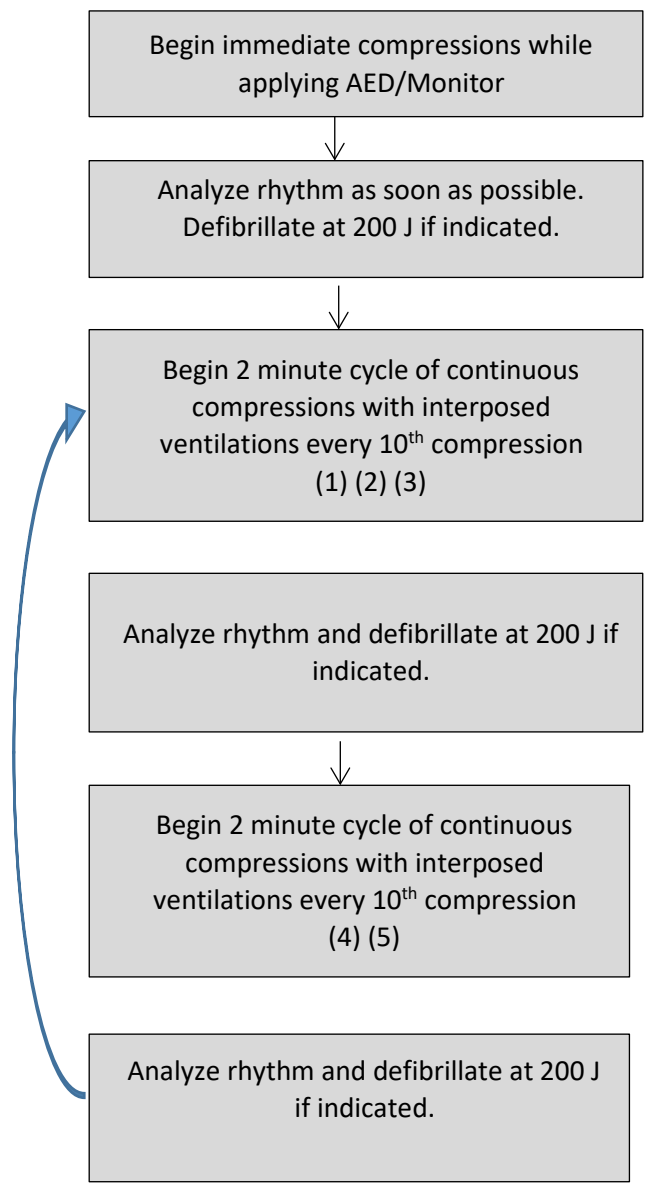 Begin immediate compressions while
applying AED/Monitor
Analyze rhythm as soon as possible.
Defibrillate at 200 J if indicated.
Begin 2 minute cycle of continuous
compressions with interposed
ventilations every 10th compression
(1) (2) (3)
Analyze rhythm and defibrillate at 200 J if
indicated.
Begin 2 minute cycle of continuous
compressions with interposed
ventilations every 10th compression
(4) (5)
Analyze rhythm and defibrillate at 200 J
if indicated.